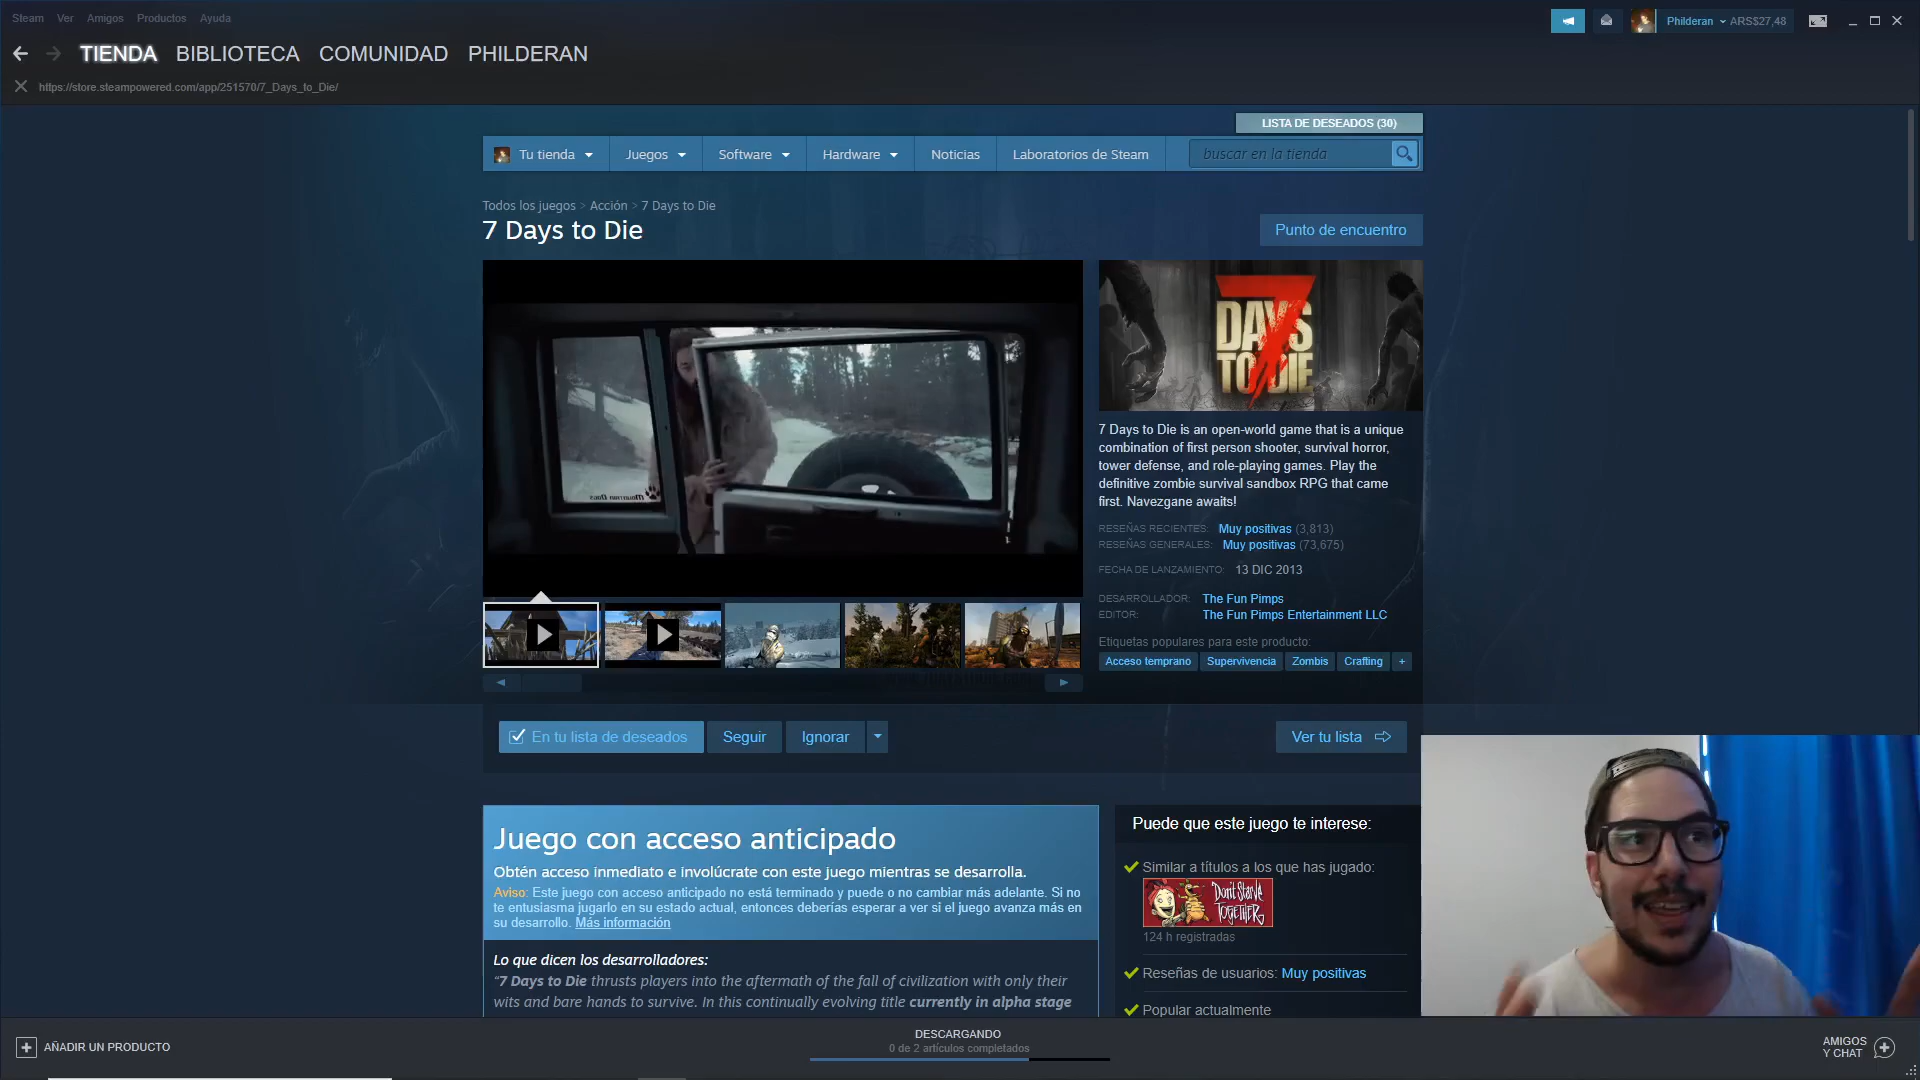 Steam Ver Amigos Productos Ayuda
Philderan ARS$27,48
TIENDA BIBLIOTECA COMUNIDAD PHILDERAN
https://store.steampowered.com/app/251570/7_Days_to_Die/
LISTA DE DESEADOS (30)
Tu tienda Juegos Software Hardware Noticias Laboratorios de Steam buscar en la tienda
Todos los juegos > Acción > 7 Days to Die
7 Days to Die
Punto de encuentro
7
DAYS
TO DIE
7 Days to Die is an open-world game that is a unique
combination of first person shooter, survival horror,
tower defense, and role-playing games. Play the
definitive zombie survival sandbox RPG that came
first. Navezgane awaits!
RESEÑAS RECIENTES: Muy positivas (3,813)
RESEÑAS GENERALES: Muy positivas (73,675)
FECHA DE LANZAMIENTO: 13 DIC 2013
DESARROLLADOR: The Fun Pimps
EDITOR: The Fun Pimps Entertainment LLC
Etiquetas populares para este producto:
Acceso temprano Supervivencia Zombis Crafting +
En tu lista de deseados Seguir Ignorar Ver tu lista
Juego con acceso anticipado
Obtén acceso inmediato e involúcrate con este juego mientras se desarrolla.
Aviso: Este juego con acceso anticipado no está terminado y puede o no cambiar más adelante. Si no
te entusiasma jugarlo en su estado actual, entonces deberías esperar a ver si el juego avanza más en
su desarrollo. Más información
Lo que dicen los desarrolladores:
“7 Days to Die thrusts players into the aftermath of the fall of civilization with only their
wits and bare hands to survive. In this continually evolving title currently in alpha stage
Puede que este juego te interese:
Similar a títulos a los que has jugado:
Don't Starve
TOGETHER
124 h registradas
Reseñas de usuarios: Muy positivas
Popular actualmente
AÑADIR UN PRODUCTO
DESCARGANDO
0 de 2 artículos completados
AMIGOS
Y CHAT